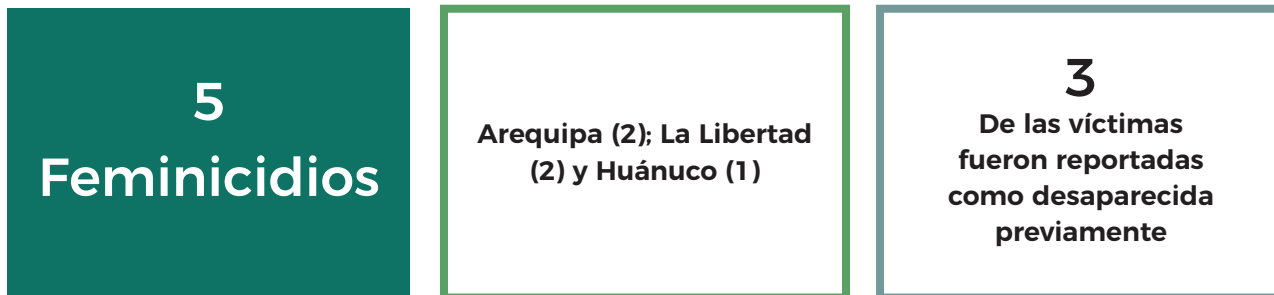 5
Feminicidios
Arequipa (2); La Libertad
(2) y Huánuco (1)
3
De las víctimas
fueron reportadas
como desaparecida
previamente